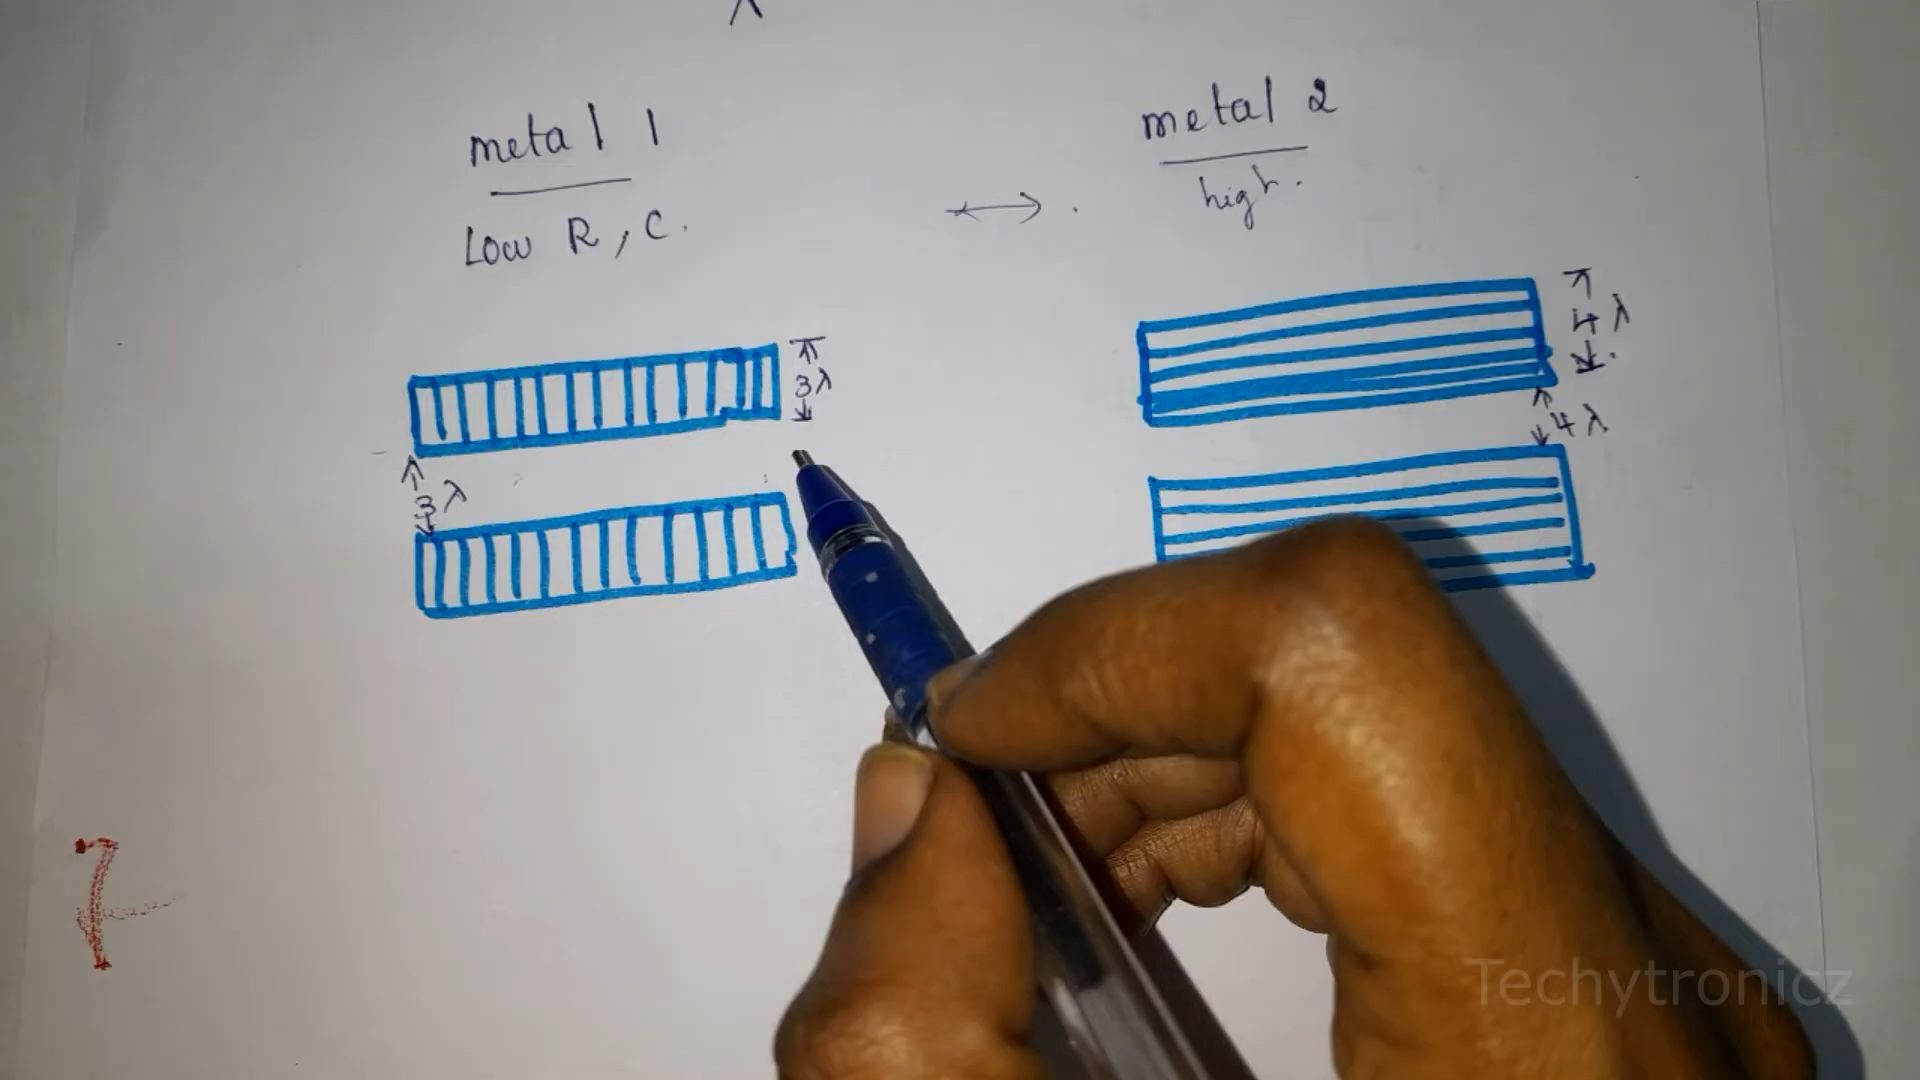 metal 1
Low R, C.
metal 2
high.
3λ
3λ
4λ
4λ
Techytronicz